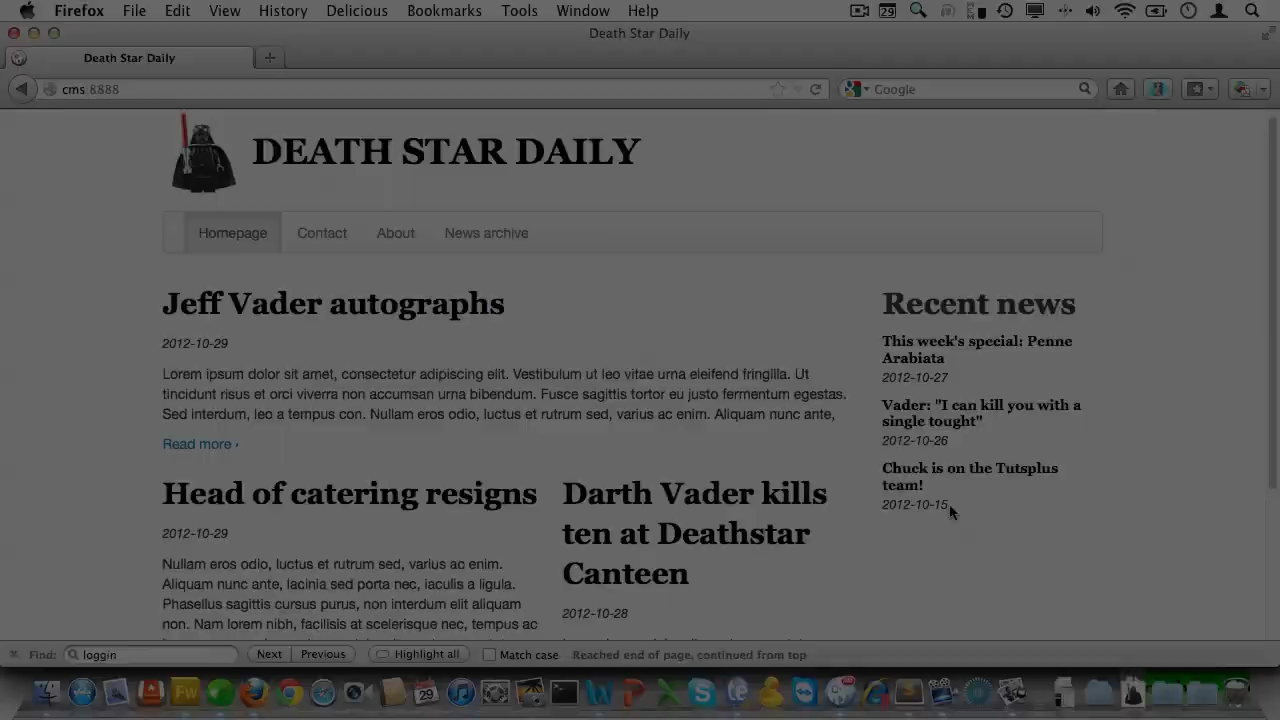 Firefox File Edit View History Delicious Bookmarks Tools Window Help
29
Death Star Daily
Death Star Daily
cms:8888
Google
DEATH STAR DAILY
Homepage Contact About News archive
Jeff Vader autographs
2012-10-29
Lorem ipsum dolor sit amet, consectetur adipiscing elit. Vestibulum ut leo vitae urna eleifend fringilla. Ut
tincidunt risus et orci viverra non accumsan urna bibendum. Fusce sagittis tortor eu justo fermentum egestas.
Sed interdum, leo a tempus con. Nullam eros odio, luctus et rutrum sed, varius ac enim. Aliquam nunc ante,
Read more ›
Head of catering resigns
2012-10-29
Nullam eros odio, luctus et rutrum sed, varius ac enim.
Aliquam nunc ante, lacinia sed porta nec, iaculis a ligula.
Phasellus sagittis cursus purus, non interdum elit aliquam
non. Nam lorem nibh, facilisis at scelerisque nec, tempus ac
Darth Vader kills
ten at Deathstar
Canteen
2012-10-28
Recent news
This week's special: Penne
Arabiata
2012-10-27
Vader: "I can kill you with a
single tought"
2012-10-26
Chuck is on the Tutsplus
team!
2012-10-15
Find: loggin Next Previous Highlight all Match case Reached end of page, continued from top
Fw
29